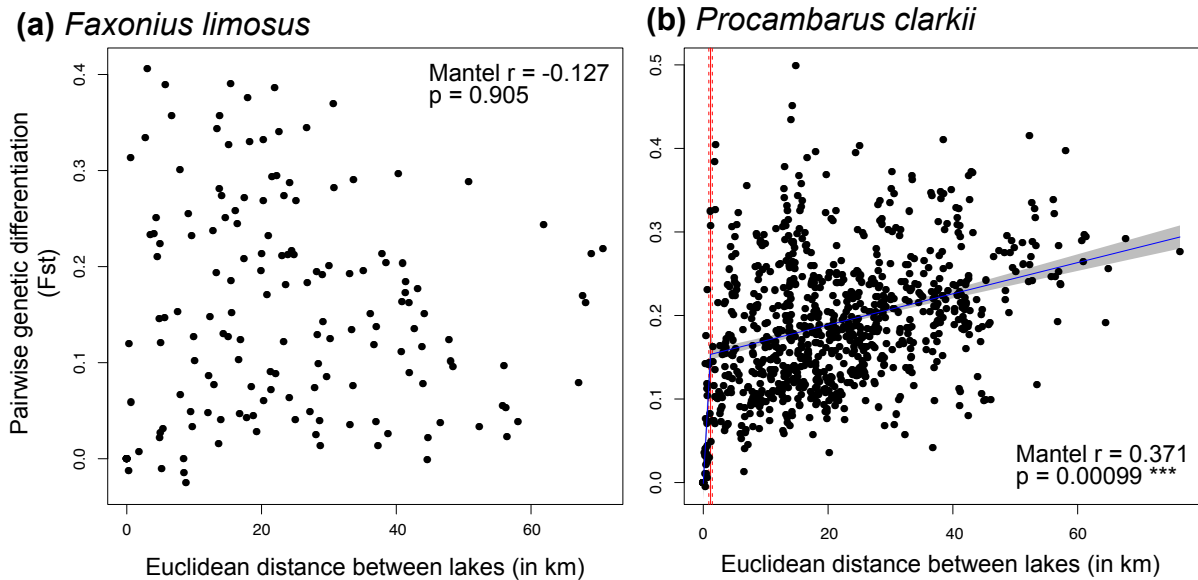 (a) Faxonius limosus
Mantel r = -0.127
p = 0.905
Pairwise genetic differentiation
(Fst)
0.0
0.1
0.2
0.3
0.4
0
20
40
60
Euclidean distance between lakes (in km)
(b) Procambarus clarkii
0.0
0.1
0.2
0.3
0.4
0.5
Mantel r = 0.371
p = 0.00099 ***
0
20
40
60
Euclidean distance between lakes (in km)